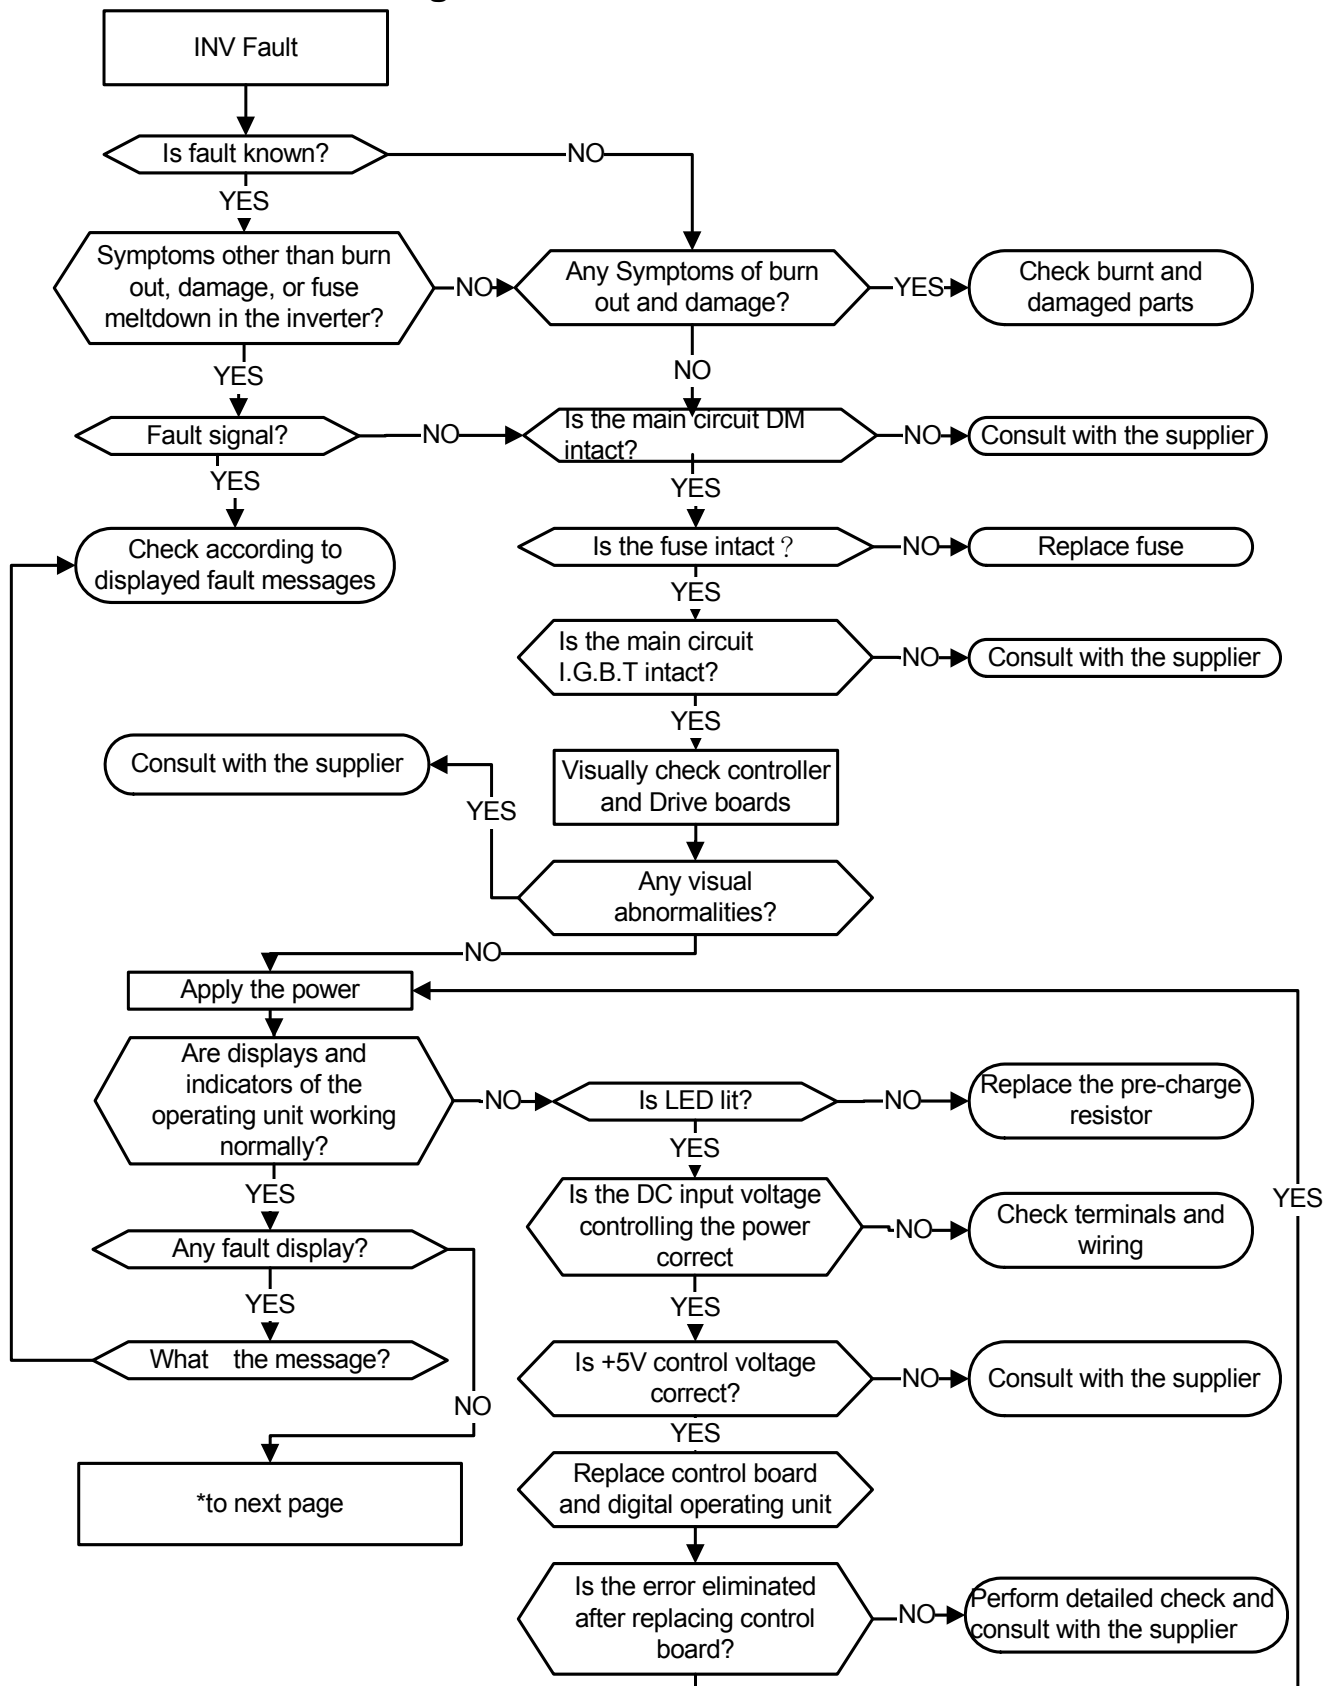 INV Fault
Is fault known?
NO
YES
Symptoms other than burn
out, damage, or fuse
meltdown in the inverter?
NO
Any Symptoms of burn
out and damage?
YES
Check burnt and
damaged parts
YES
NO
Fault signal?
NO
Is the main circuit DM
intact?
NO
Consult with the supplier
YES
YES
Check according to
displayed fault messages
Is the fuse intact?
NO
Replace fuse
YES
Is the main circuit
I.G.B.T intact?
NO
Consult with the supplier
YES
Consult with the supplier
YES
Visually check controller
and Drive boards
Any visual
abnormalities?
NO
Apply the power
Are displays and
indicators of the
operating unit working
normally?
NO
Is LED lit?
NO
Replace the pre-charge
resistor
YES
YES
YES
Is the DC input voltage
controlling the power
correct
NO
Check terminals and
wiring
Any fault display?
YES
YES
What the message?
Is +5V control voltage
correct?
NO
Consult with the supplier
NO
YES
*to next page
Replace control board
and digital operating unit
Is the error eliminated
after replacing control
board?
NO
Perform detailed check and
consult with the supplier